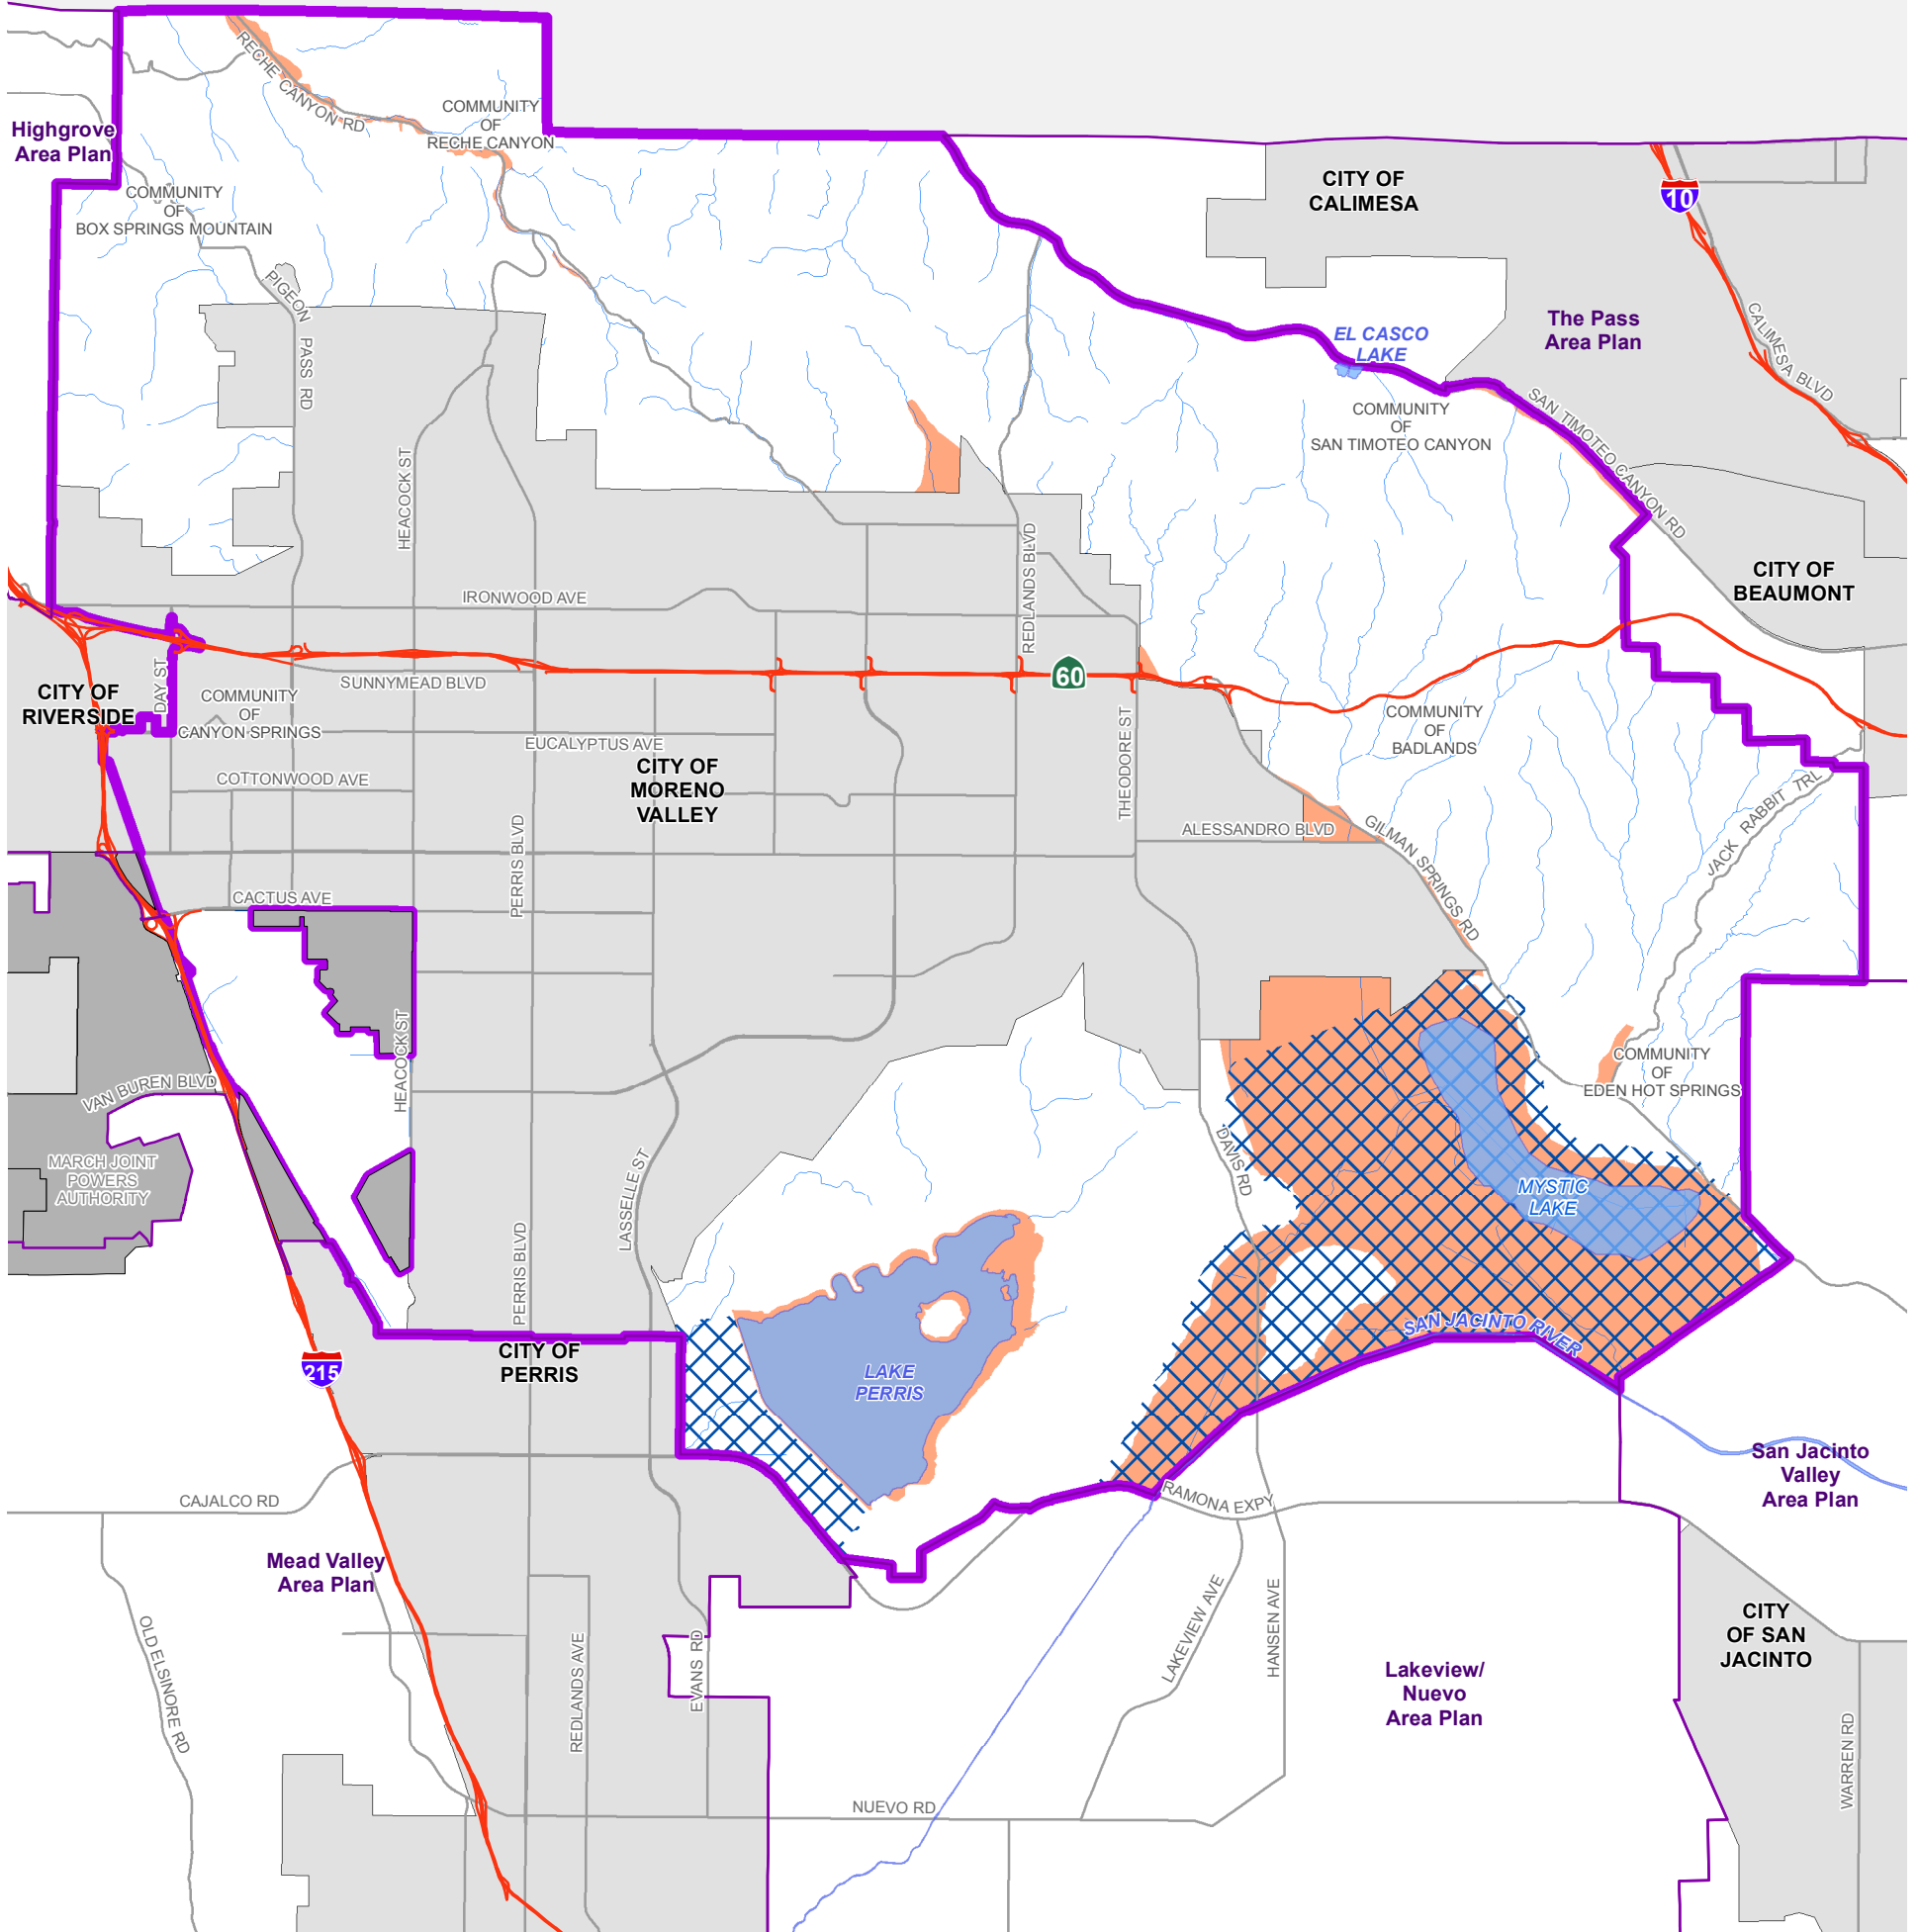 RECHE CANYON RD
COMMUNITY
OF
RECHE CANYON
Highgrove
Area Plan
COMMUNITY
OF
BOX SPRINGS MOUNTAIN
CITY OF
CALIMESA
10
PIGEON
PASS RD
EL CASCO
LAKE
The Pass
Area Plan
CALIMESA BLVD
COMMUNITY
OF
SAN TIMOTEO CANYON
SAN TIMOTEO CANYON RD
HEACOCK ST
REDLANDS BLVD
CITY OF
BEAUMONT
IRONWOOD AVE
DAY ST
SUNNYMEAD BLVD
60
CITY OF
RIVERSIDE
COMMUNITY
OF
CANYON SPRINGS
EUCALYPTUS AVE
THEODORE ST
COMMUNITY
OF
BADLANDS
COTTONWOOD AVE
CITY OF
MORENO
VALLEY
JACK RABBIT TRL
PERRIS BLVD
ALESSANDRO BLVD
GILMAN SPRINGS RD
CACTUS AVE
HEACOCK ST
VAN BUREN BLVD
COMMUNITY
OF
EDEN HOT SPRINGS
MARCH JOINT
POWERS
AUTHORITY
LASSELLE ST
DAVIS RD
MYSTIC
LAKE
PERRIS BLVD
SAN JACINTO RIVER
CITY OF
PERRIS
215
LAKE
PERRIS
San Jacinto
Valley
Area Plan
CAJALCO RD
RAMONA EXPY
Mead Valley
Area Plan
OLD ELSINORE RD
REDLANDS AVE
EVANS RD
LAKEVIEW AVE
HANSEN AVE
CITY
OF SAN
JACINTO
Lakeview/
Nuevo
Area Plan
WARREN RD
NUEVO RD